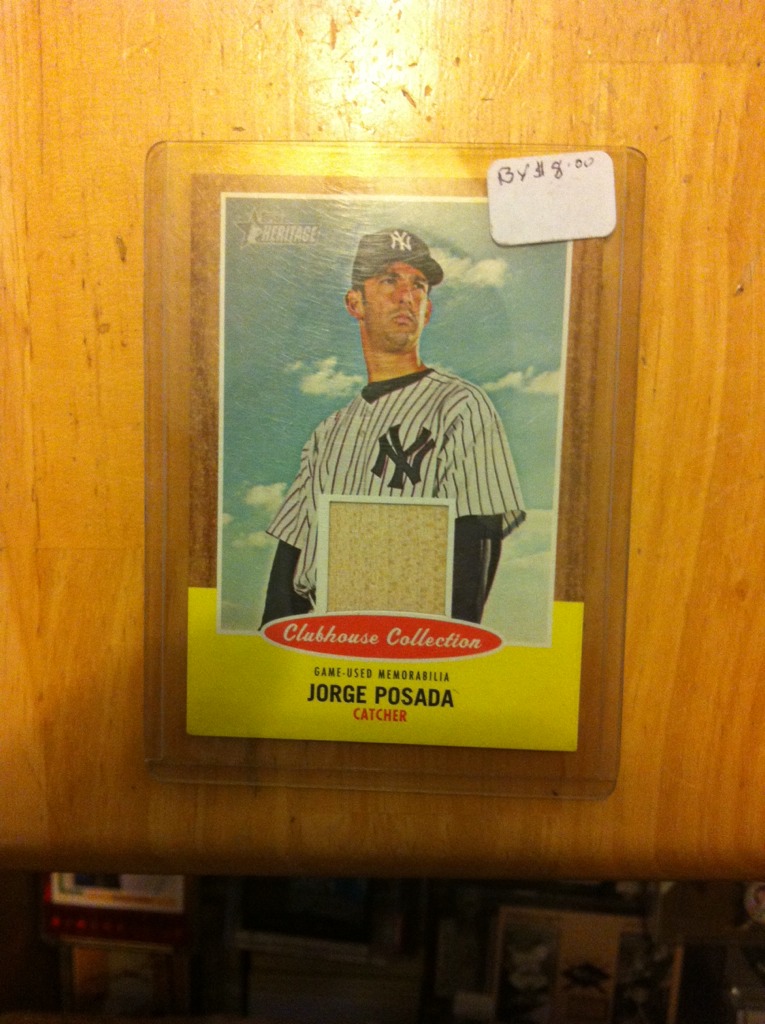 BV $8.00
HERITAGE
NY
NY
Clubhouse Collection
GAME-USED MEMORABILIA
JORGE POSADA
CATCHER